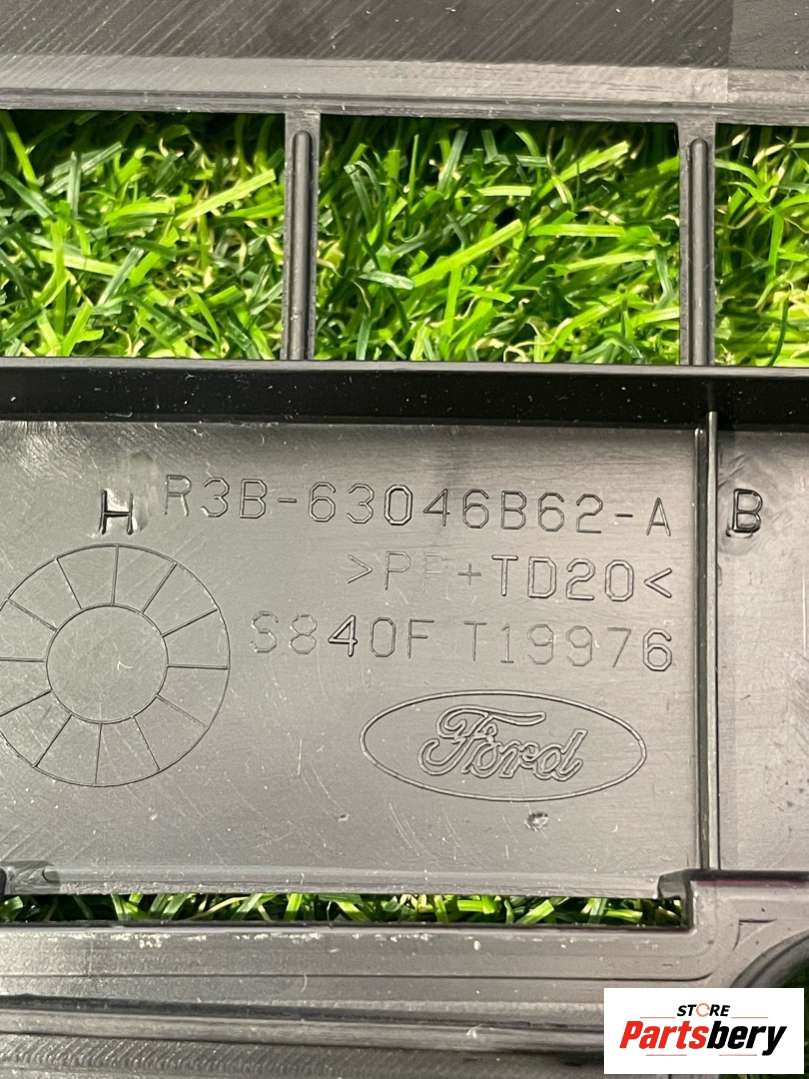 H R3B-63046B62-A B
>PP+TD20<
S840F T19976
Ford
STORE
Partsbery